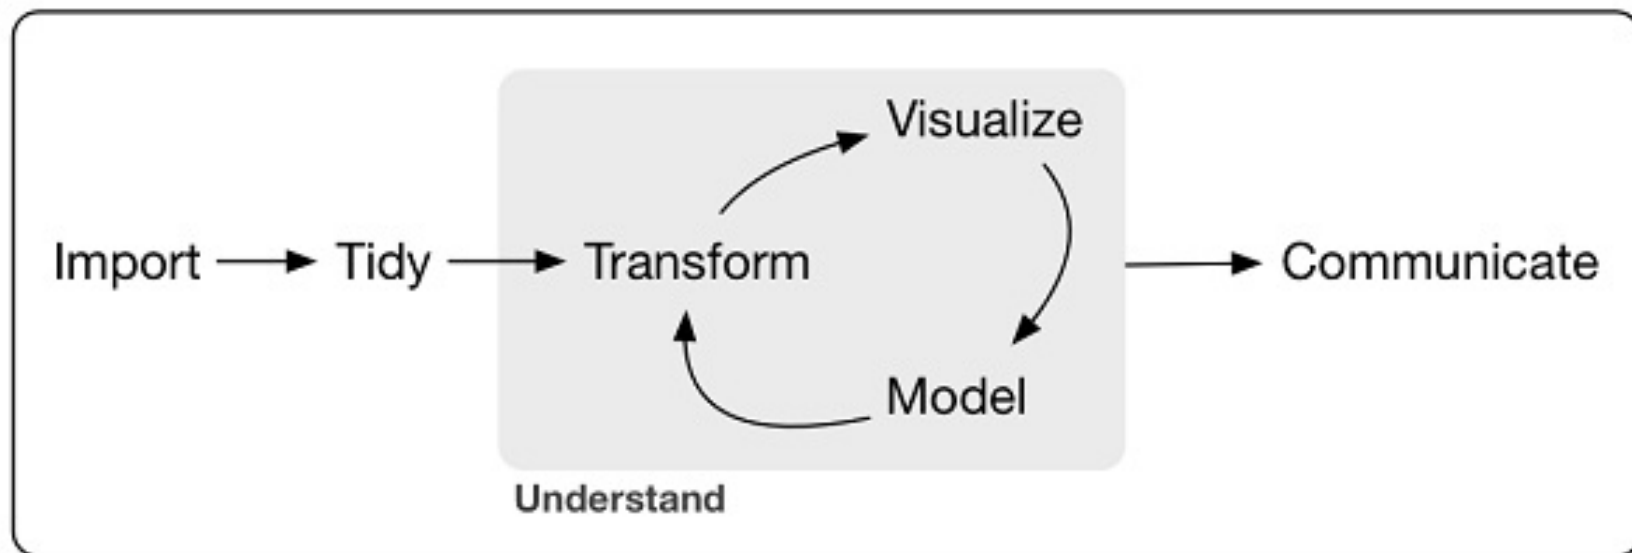 Visualize
Import Tidy Transform Communicate
Model
Understand